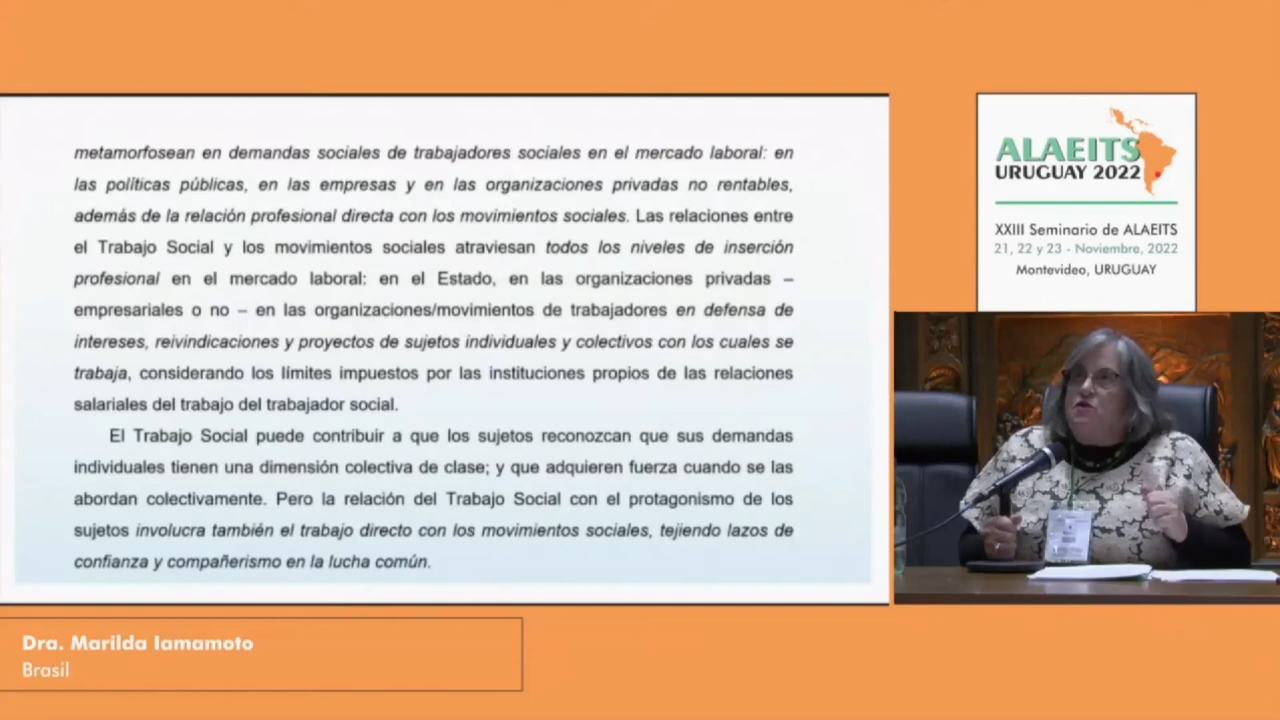 metamorfosean en demandas sociales de trabajadores sociales en el mercado laboral: en
las políticas públicas, en las empresas y en las organizaciones privadas no rentables,
además de la relación profesional directa con los movimientos sociales. Las relaciones entre
el Trabajo Social y los movimientos sociales atraviesan todos los niveles de inserción
profesional en el mercado laboral: en el Estado, en las organizaciones privadas –
empresariales o no – en las organizaciones/movimientos de trabajadores en defensa de
intereses, reivindicaciones y proyectos de sujetos individuales y colectivos con los cuales se
trabaja, considerando los límites impuestos por las instituciones propios de las relaciones
salariales del trabajo del trabajador social.
El Trabajo Social puede contribuir a que los sujetos reconozcan que sus demandas
individuales tienen una dimensión colectiva de clase; y que adquieren fuerza cuando se las
abordan colectivamente. Pero la relación del Trabajo Social con el protagonismo de los
sujetos involucra también el trabajo directo con los movimientos sociales, tejiendo lazos de
confianza y compañerismo en la lucha común.
ALAEITS
URUGUAY 2022
XXIII Seminario de ALAEITS
21, 22 y 23 - Noviembre, 2022
Montevideo, URUGUAY
Dra. Marilda Iamamoto
Brasil